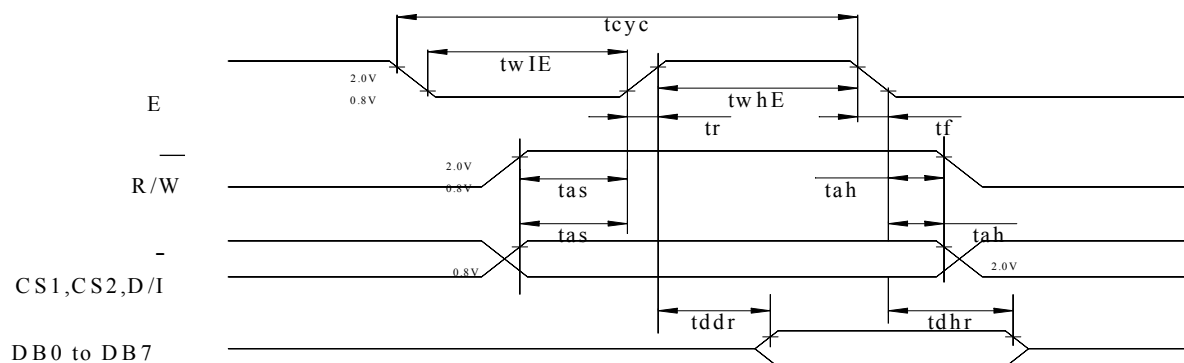 tcyc
twIE
2.0V
0.8V
twhE
E
tr
tf
R/W
2.0V
0.8V
tas
tah
tas
tah
CS1,CS2,D/I
0.8V
2.0V
tddr
tdhr
DB0 to DB7